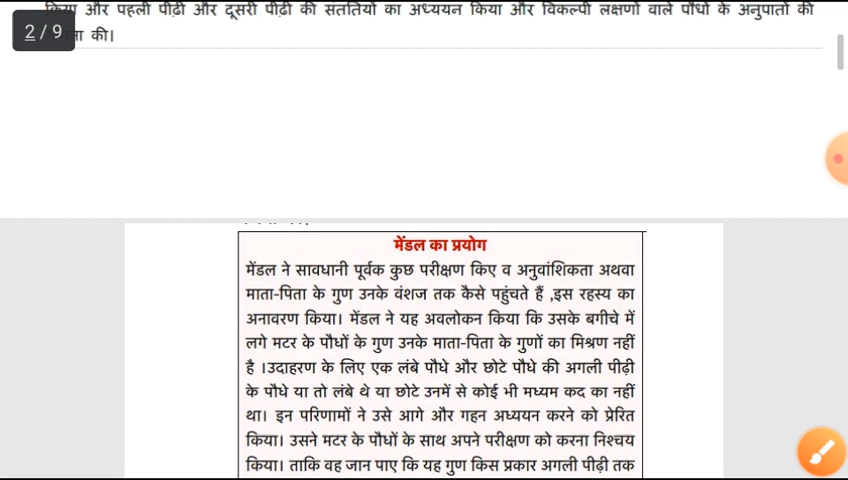 किया और पहली पीढ़ी और दूसरी पीढ़ी की संततियों का अध्ययन किया और विकल्पी लक्षणों वाले पौधों के अनुपातों की
2 / 9
की।
मेंडल का प्रयोग
मेंडल ने सावधानी पूर्वक कुछ परीक्षण किए व अनुवांशिकता अथवा
माता-पिता के गुण उनके वंशज तक कैसे पहुंचते हैं ,इस रहस्य का
अनावरण किया। मेंडल ने यह अवलोकन किया कि उसके बगीचे में
लगे मटर के पौधों के गुण उनके माता-पिता के गुणों का मिश्रण नहीं
है ।उदाहरण के लिए एक लंबे पौधे और छोटे पौधे की अगली पीढ़ी
के पौधे या तो लंबे थे या छोटे उनमें से कोई भी मध्यम कद का नहीं
था। इन परिणामों ने उसे आगे और गहन अध्ययन करने को प्रेरित
किया। उसने मटर के पौधों के साथ अपने परीक्षण को करना निश्चय
किया। ताकि वह जान पाए कि यह गुण किस प्रकार अगली पीढ़ी तक